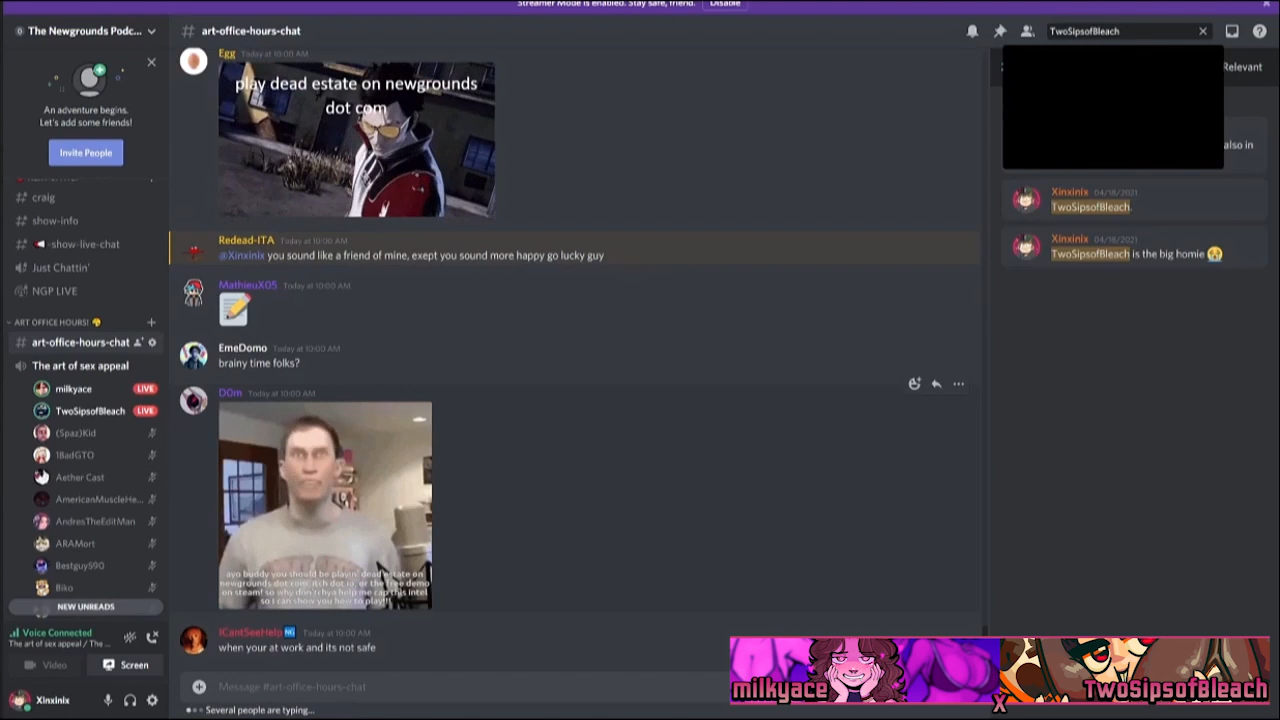 Streamer Mode is enabled. Stay safe, friend.
Disable
The Newgrounds Podc...
An adventure begins.
Let's add some friends!
Invite People
craig
show-info
-show-live-chat
Just Chattin'
NGP LIVE
ART OFFICE HOURS!
art-office-hours-chat
The art of sex appeal
milkyace LIVE
TwoSipsofBleach LIVE
(Spaz)Kid
18adGTO
Aether Cast
AmericanMuscleHe...
AndresTheEditMan
ARAMort
Bestguy590
Biko
NEW UNREADS
Voice Connected
The art of sex appeal / The ...
Video
Screen
Xinxinix
# art-office-hours-chat
Egg Today at 10:00 AM
play dead estate on newgrounds
dot com
Redead-ITA Today at 10:00 AM
@Xinxinix you sound like a friend of mine, exept you sound more happy go lucky guy
MathieuX05 Today at 10:00 AM
EmeDomo Today at 10:00 AM
brainy time folks?
D0m Today at 10:00 AM
ayo buddy you should be playin' dead estate on
newgrounds dot com, itch dot io, or the free demo
on steam! so why don'tchya help me cap this intel
so i can show you how to play!!!
ICantSeeHelp NG Today at 10:00 AM
when your at work and its not safe
Message #art-office-hours-chat
Several people are typing...
TwoSipsofBleach
Relevant
also in
Xinxinix 04/18/2021
TwoSipsofBleach.
Xinxinix 04/18/2021
TwoSipsofBleach is the big homie
milkyace
X
TwoSipsofBleach